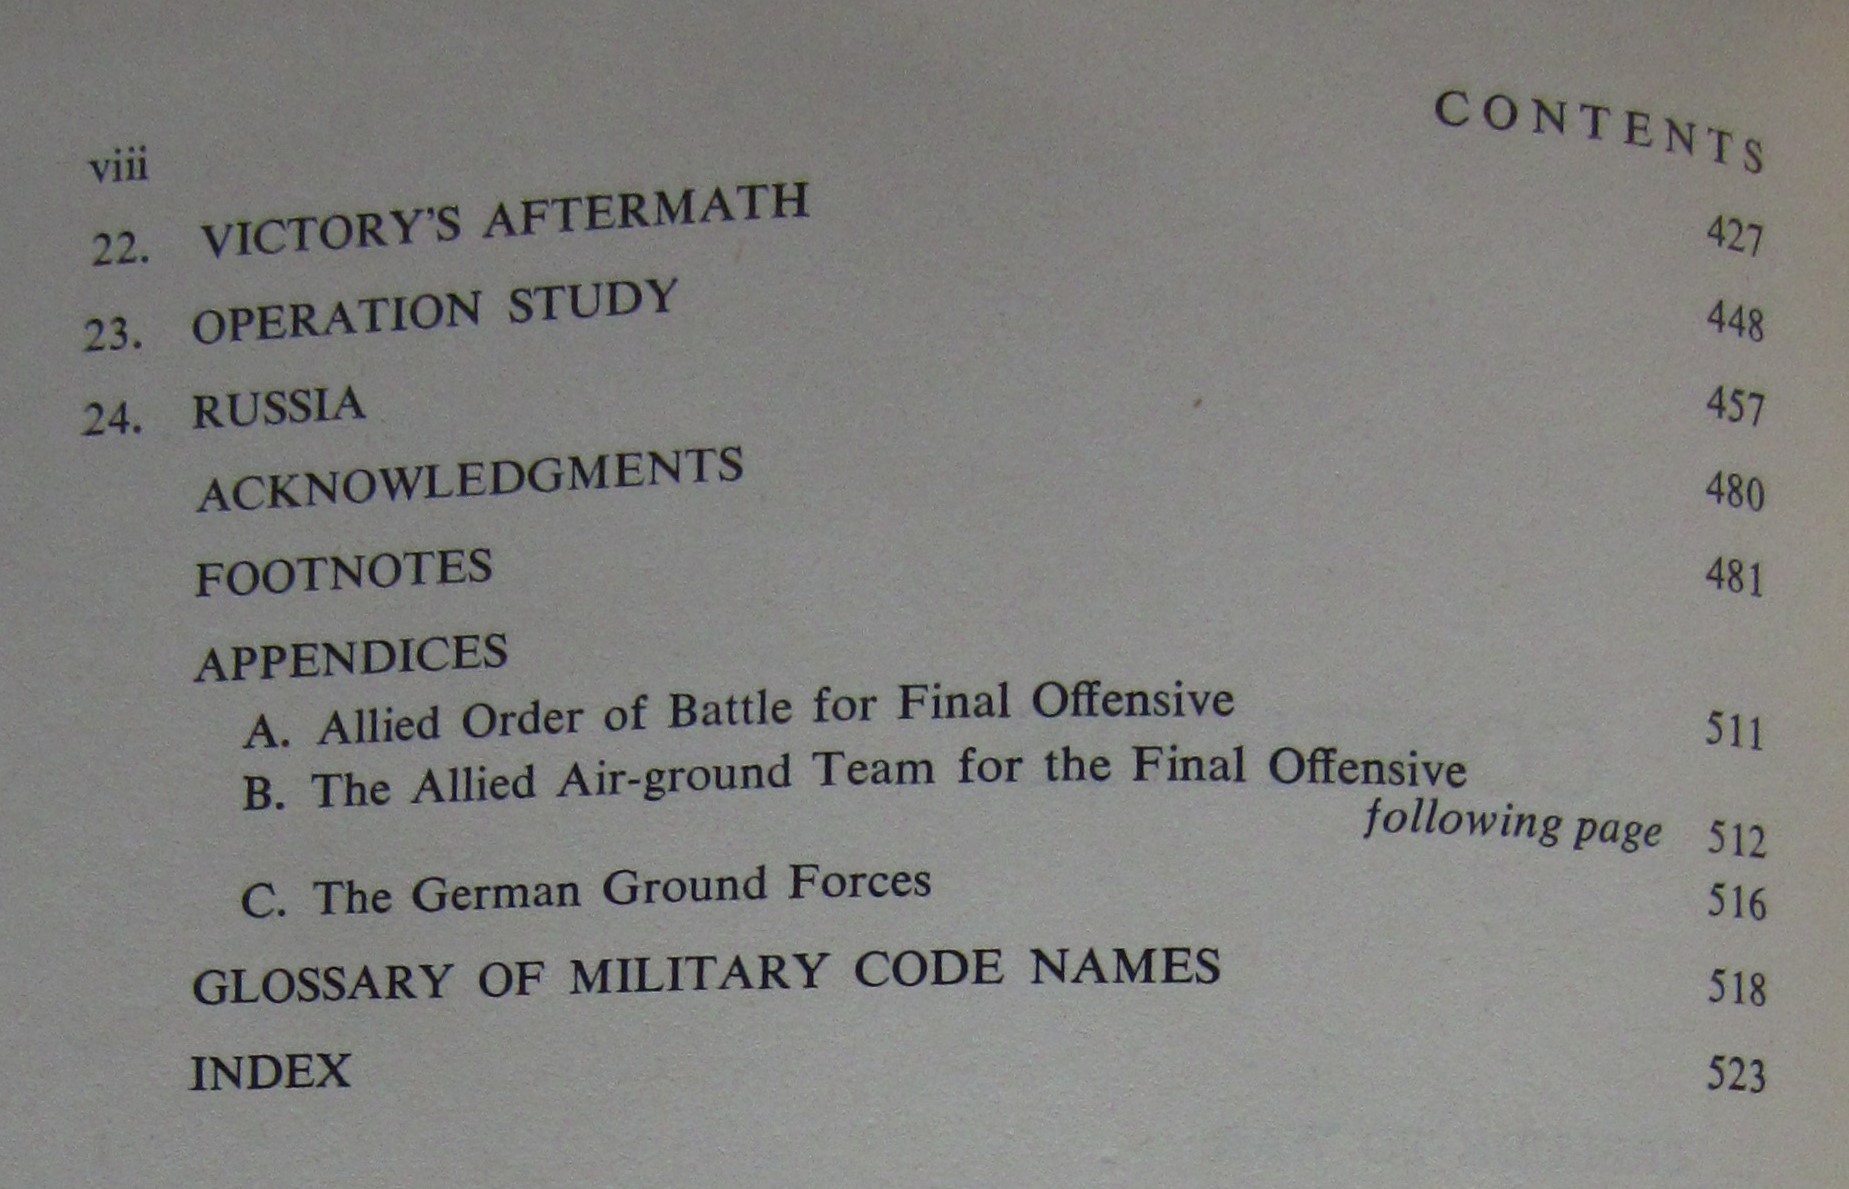 viii CONTENTS
22. VICTORY'S AFTERMATH 427
23. OPERATION STUDY 448
24. RUSSIA 457
ACKNOWLEDGMENTS 480
FOOTNOTES 481
APPENDICES
A. Allied Order of Battle for Final Offensive 511
B. The Allied Air-ground Team for the Final Offensive
following page 512
C. The German Ground Forces 516
GLOSSARY OF MILITARY CODE NAMES 518
INDEX 523